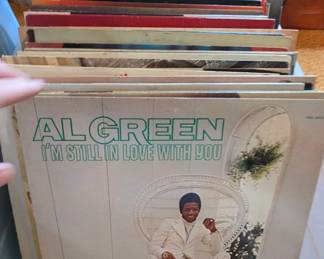 AL GREEN
I'M STILL IN LOVE WITH YOU